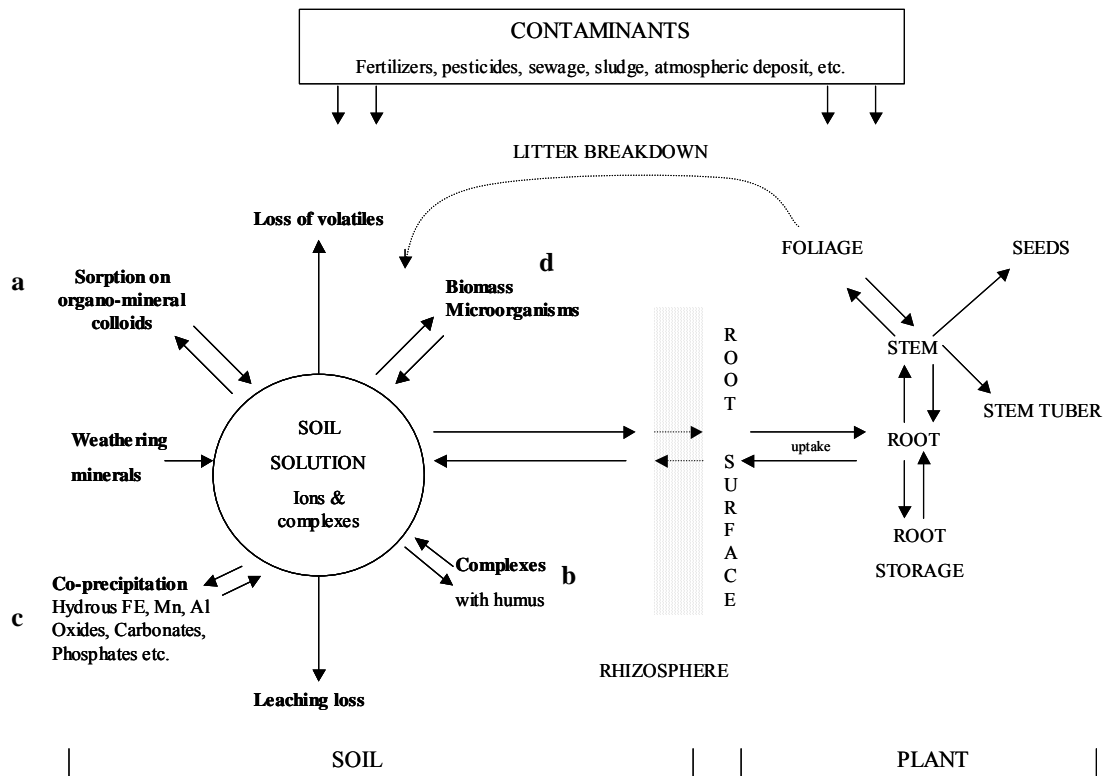 CONTAMINANTS
Fertilizers, pesticides, sewage, sludge, atmospheric deposit, etc.
LITTER BREAKDOWN
Loss of volatiles
a
Sorption on
organo-mineral
colloids
d
Biomass
Microorganisms
FOLIAGE
SEEDS
STEM
STEM TUBER
Weathering
minerals
SOIL
SOLUTION
Ions &
complexes
ROOT
SURFACE
uptake
ROOT
ROOT
STORAGE
Co-precipitation
Hydrous FE, Mn, Al
Oxides, Carbonates,
Phosphates etc.
c
Complexes
with humus
b
RHIZOSPHERE
Leaching loss
SOIL
PLANT